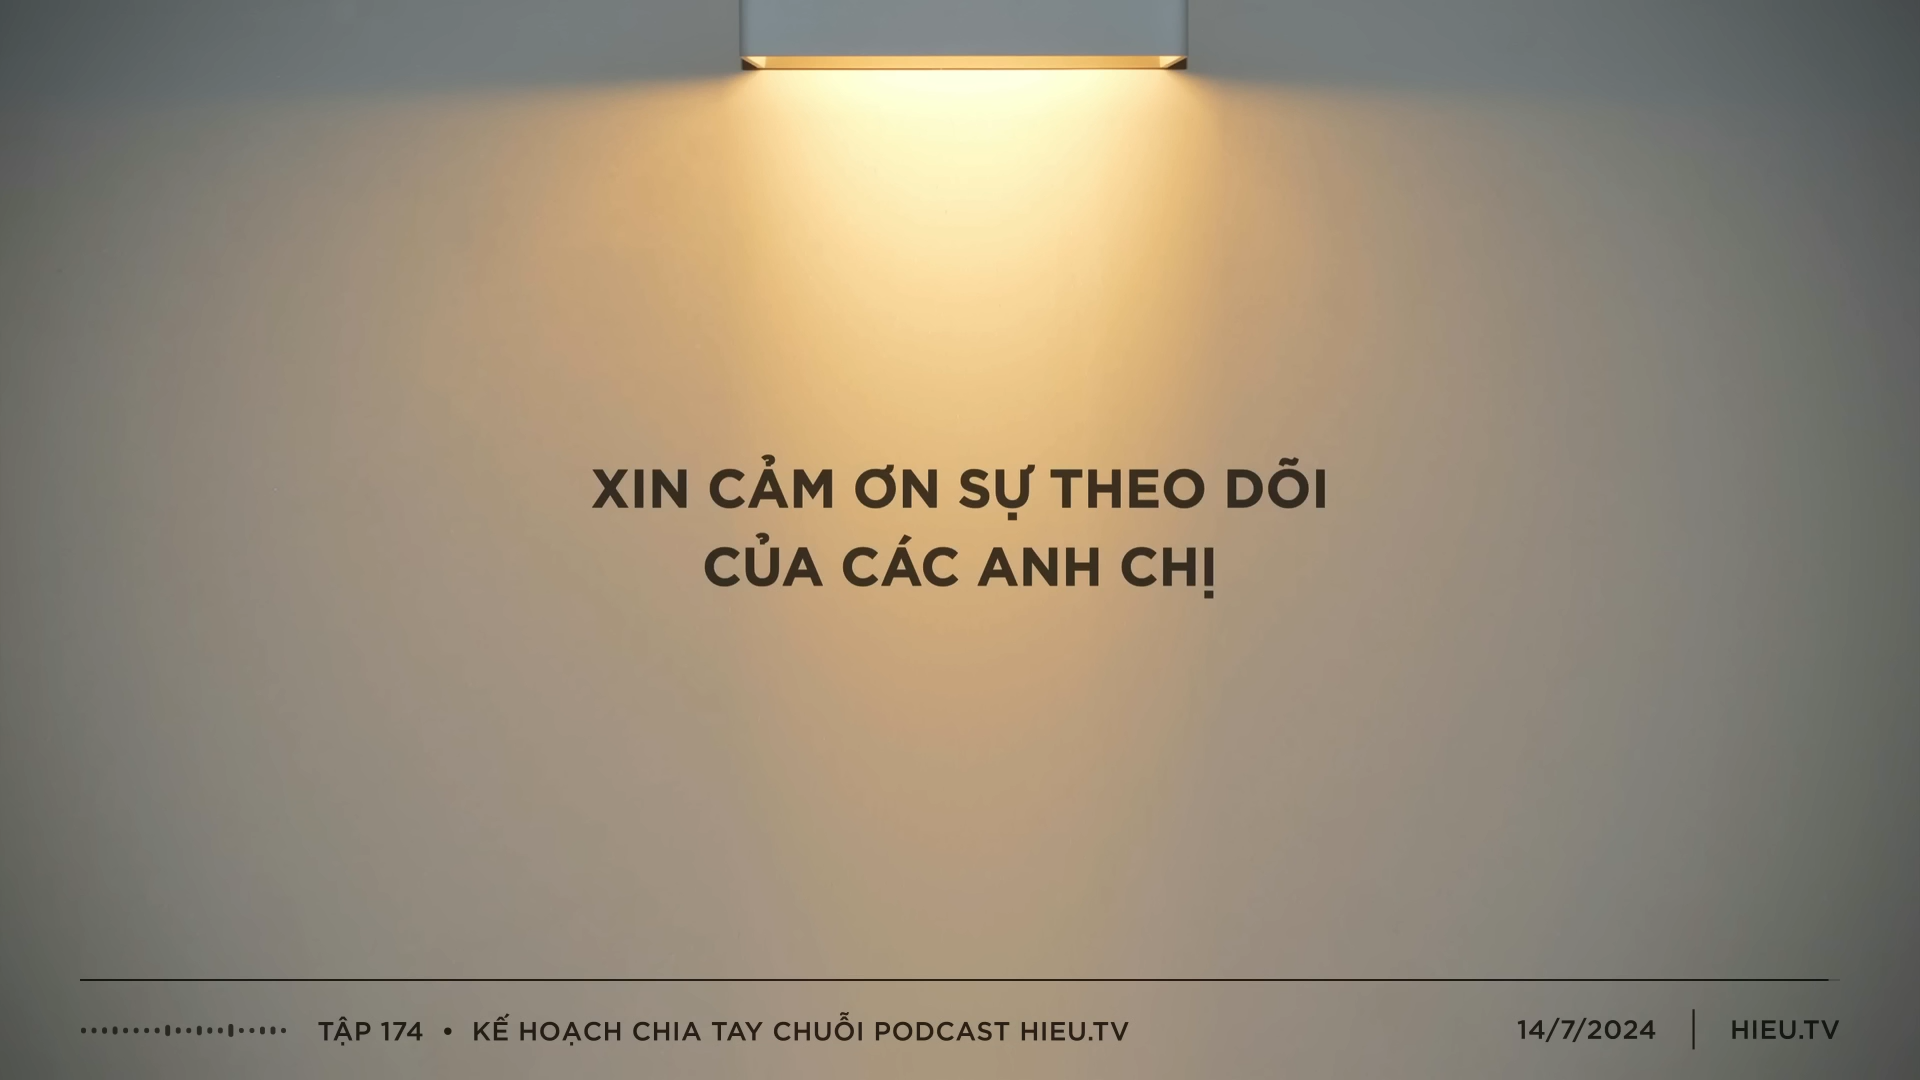 XIN CẢM ƠN SỰ THEO DÕI
CỦA CÁC ANH CHỊ
TẬP 174 • KẾ HOẠCH CHIA TAY CHUỖI PODCAST HIEU.TV
14/7/2024 | HIEU.TV